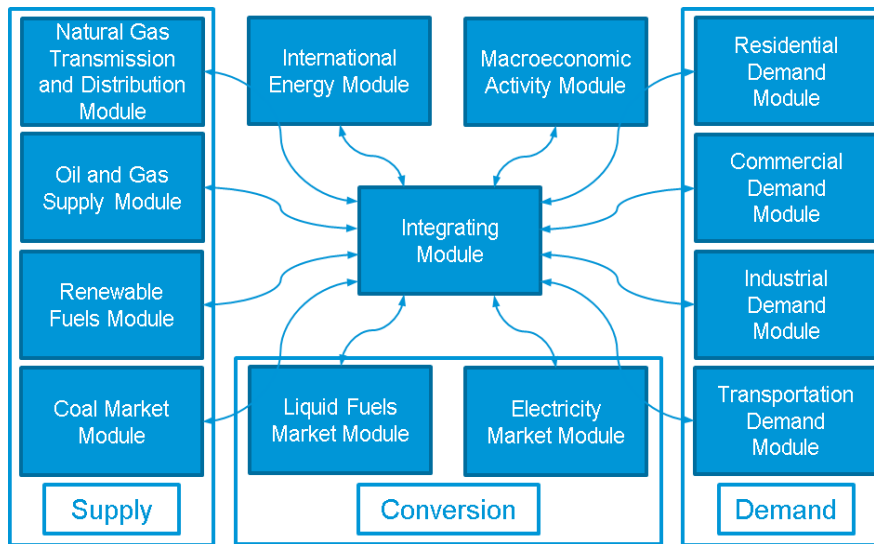 Natural Gas
Transmission
and Distribution
Module
International
Energy Module
Macroeconomic
Activity Module
Residential
Demand
Module
Oil and Gas
Supply Module
Commercial
Demand
Module
Integrating
Module
Renewable
Fuels Module
Industrial
Demand
Module
Coal Market
Module
Liquid Fuels
Market Module
Electricity
Market Module
Transportation
Demand
Module
Supply
Conversion
Demand